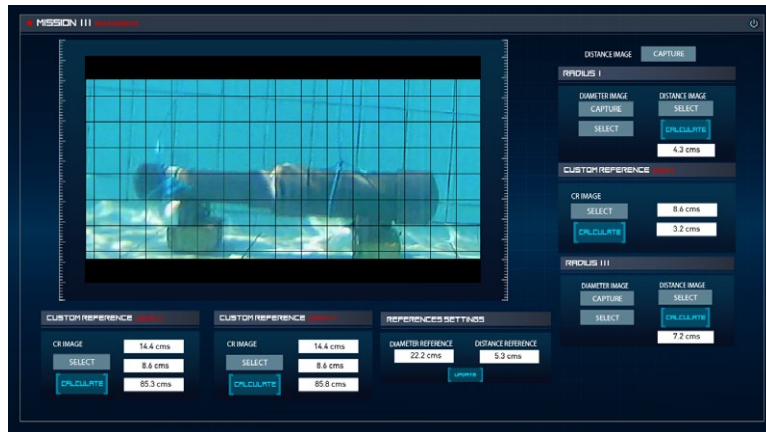 MISSION III
DISTANCE IMAGE CAPTURE
RADIUS I
DIAMETER IMAGE DISTANCE IMAGE
CAPTURE SELECT
SELECT CALCULATE
4.3 cms
CUSTOM REFERENCE
CR IMAGE
SELECT 8.6 cms
CALCULATE 3.2 cms
RADIUS III
DIAMETER IMAGE DISTANCE IMAGE
CAPTURE SELECT
SELECT CALCULATE
7.2 cms
CUSTOM REFERENCE
CR IMAGE 14.4 cms
SELECT 8.6 cms
CALCULATE 85.3 cms
CUSTOM REFERENCE
CR IMAGE 14.4 cms
SELECT 8.6 cms
CALCULATE 85.8 cms
REFERENCES SETTINGS
DIAMETER REFERENCE DISTANCE REFERENCE
22.2 cms 5.3 cms
UPDATE